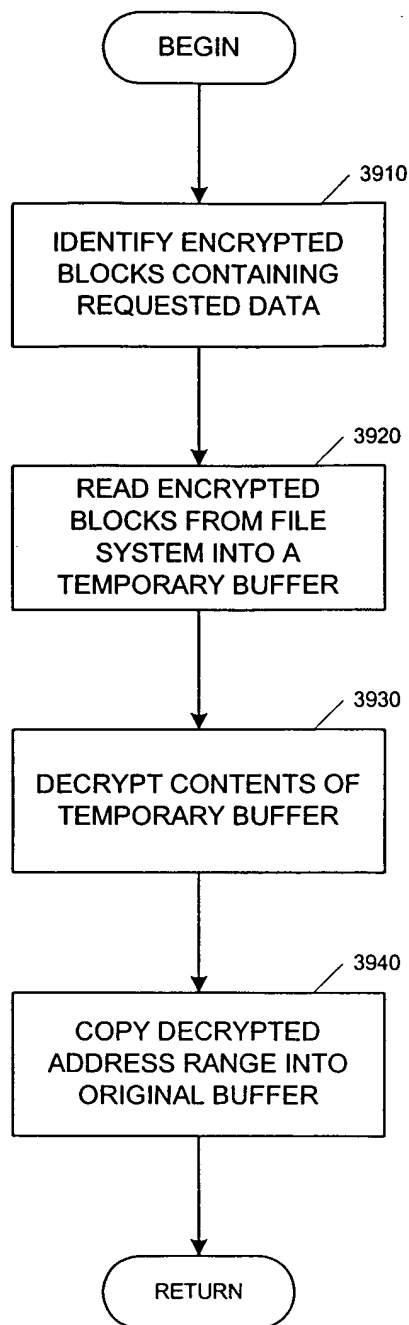 BEGIN
3910
IDENTIFY ENCRYPTED
BLOCKS CONTAINING
REQUESTED DATA
3920
READ ENCRYPTED
BLOCKS FROM FILE
SYSTEM INTO A
TEMPORARY BUFFER
3930
DECRYPT CONTENTS OF
TEMPORARY BUFFER
3940
COPY DECRYPTED
ADDRESS RANGE INTO
ORIGINAL BUFFER
RETURN